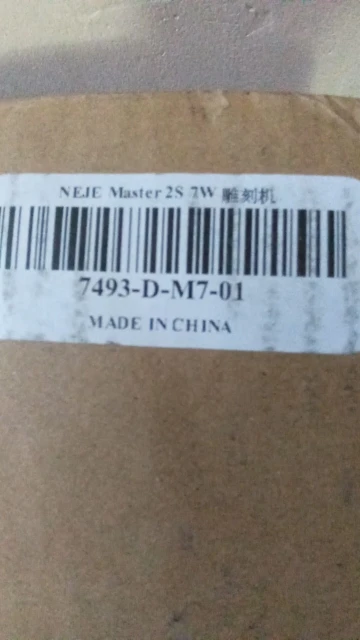 NEJE Master 2S 7W 雕刻机
7493-D-M7-01
MADE IN CHINA